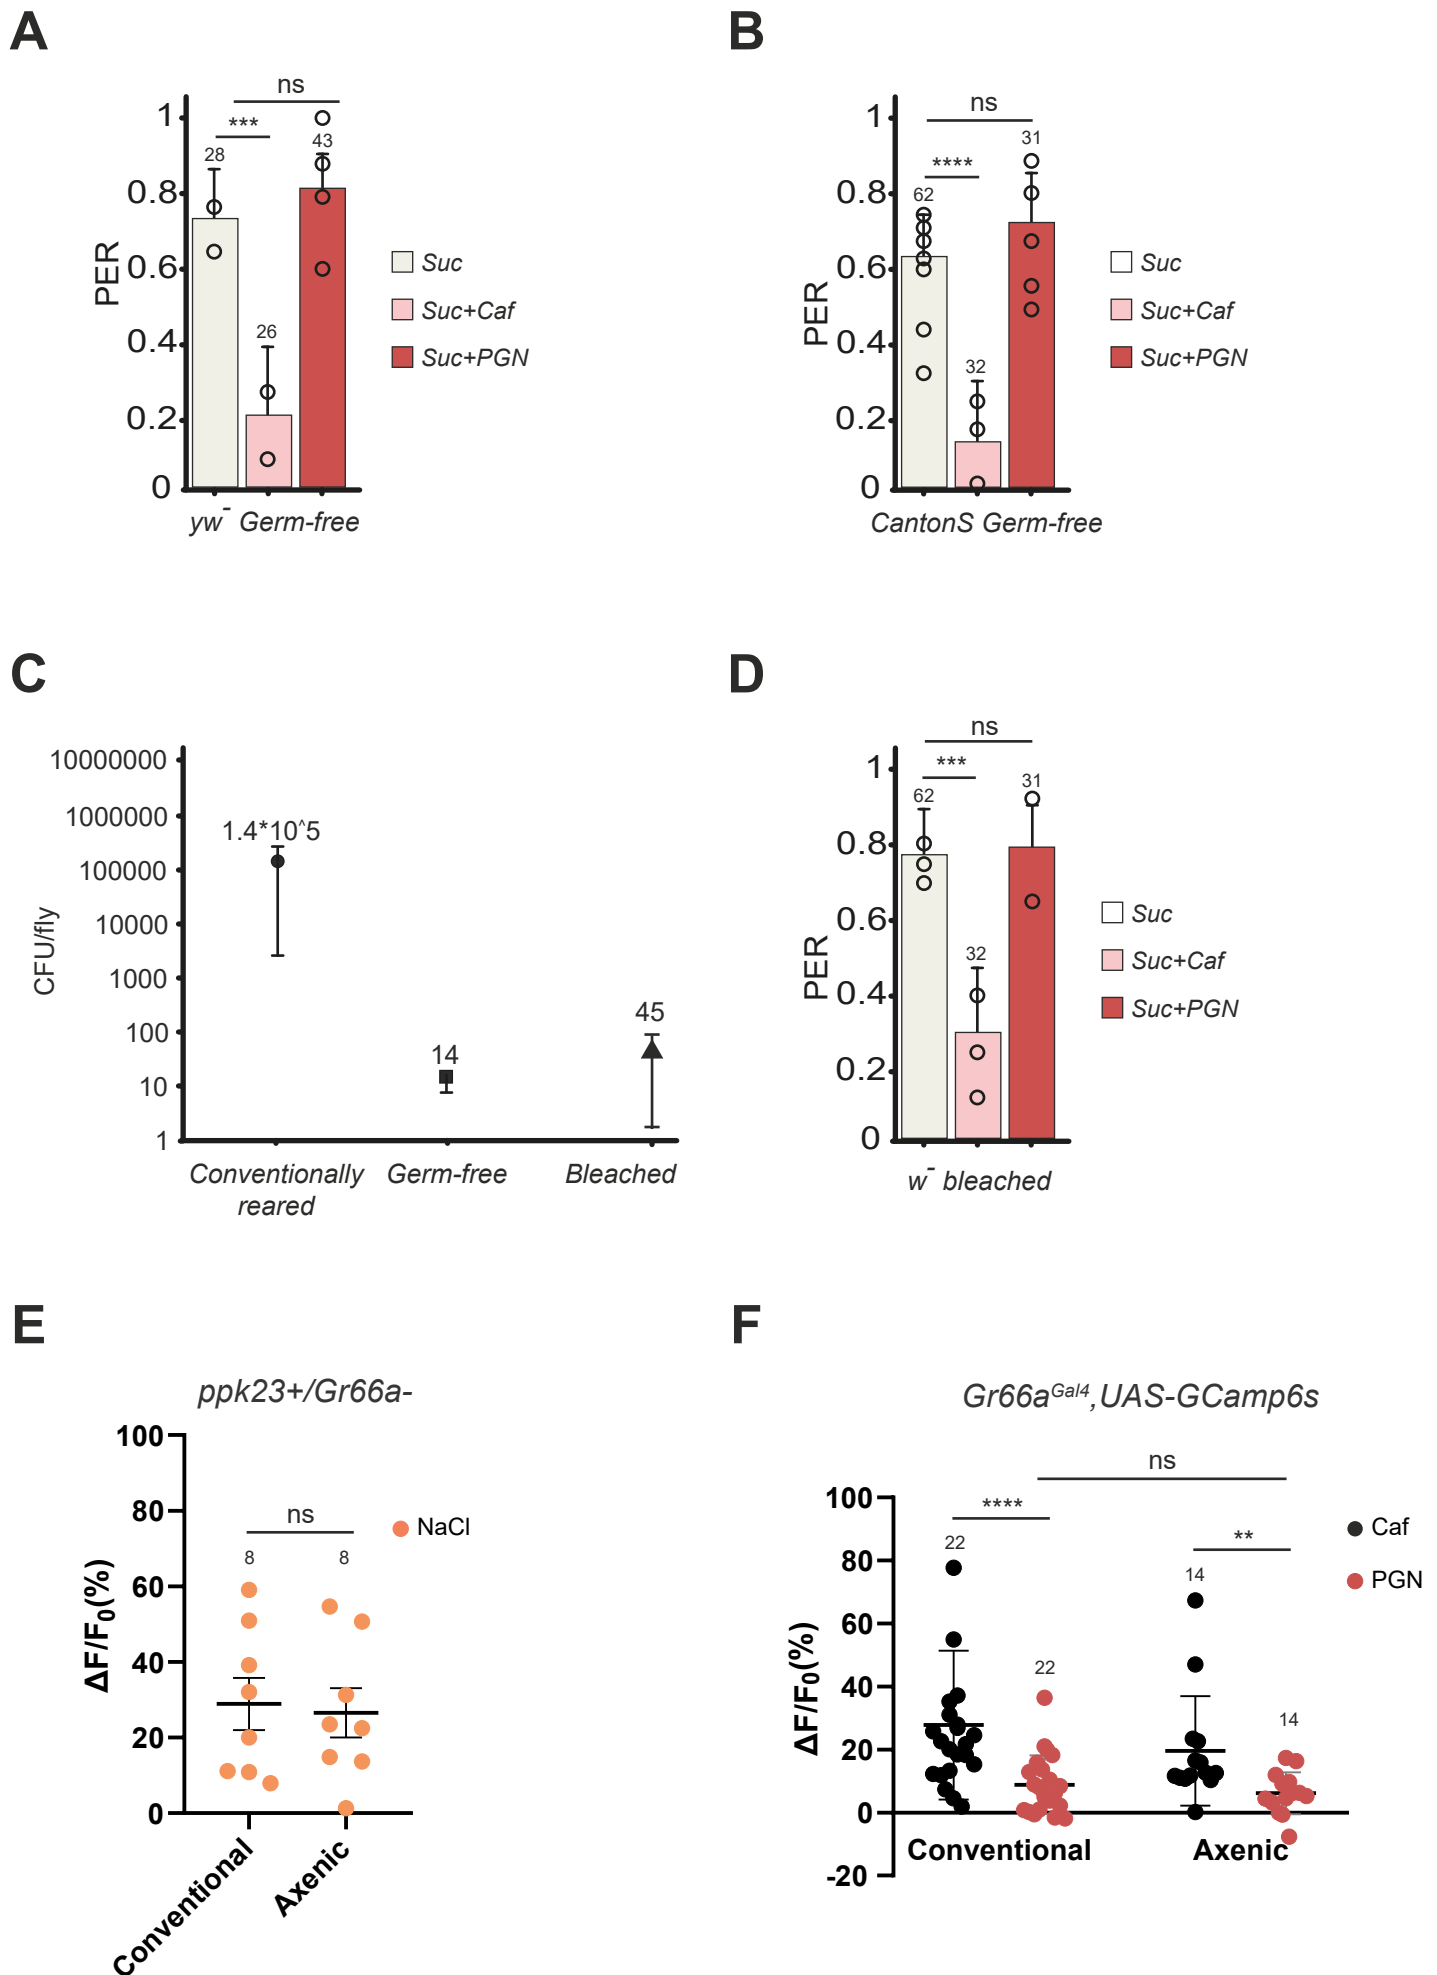 A
ns
***
1
28
43
0.8
0.6
0.4
0.2
0
26
PER
Suc
Suc+Caf
Suc+PGN
yw- Germ-free
B
ns
****
1
62
31
0.8
0.6
0.4
0.2
0
32
PER
Suc
Suc+Caf
Suc+PGN
CantonS Germ-free
C
10000000
1000000
100000
10000
1000
100
10
1
CFU/fly
1.4*10^5
14
45
Conventionally
reared
Germ-free
Bleached
D
ns
***
1
62
31
0.8
0.6
0.4
0.2
0
32
PER
Suc
Suc+Caf
Suc+PGN
w- bleached
E
ppk23+/Gr66a-
100
80
60
40
20
0
ΔF/F0(%)
ns
8
8
NaCl
Conventional
Axenic
F
Gr66aGal4,UAS-GCamp6s
ns
****
**
100
80
60
40
20
0
-20
ΔF/F0(%)
22
22
14
14
Caf
PGN
Conventional
Axenic